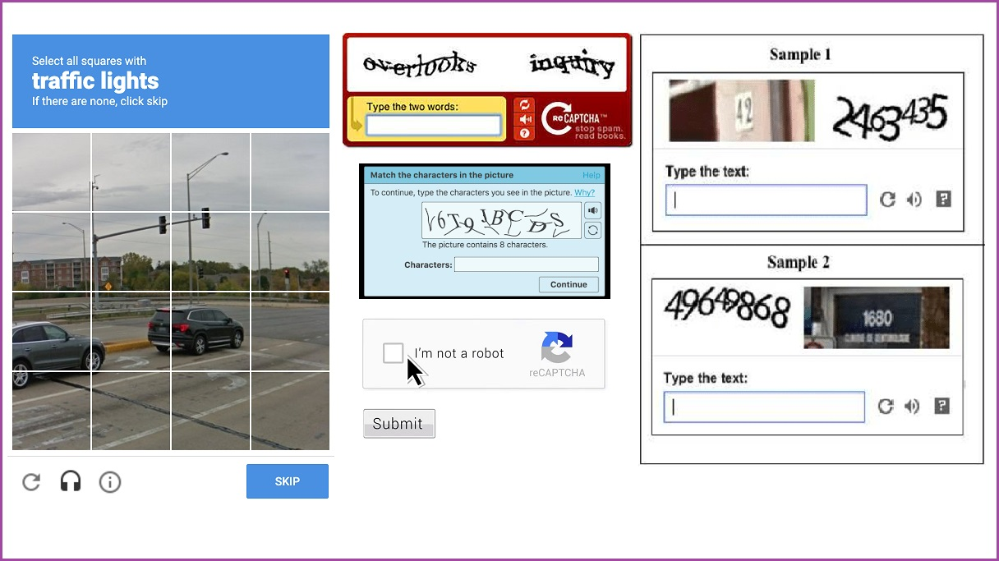 Select all squares with
traffic lights
If there are none, click skip
SKIP
overlooks inquiry
Type the two words:
reCAPTCHA™
stop spam.
read books.
Match the characters in the picture Help
To continue, type the characters you see in the picture. Why?
The picture contains 8 characters.
Characters:
Continue
I'm not a robot
reCAPTCHA
Submit
Sample 1
42 2463435
Type the text:
Sample 2
49649868 1680
Type the text: